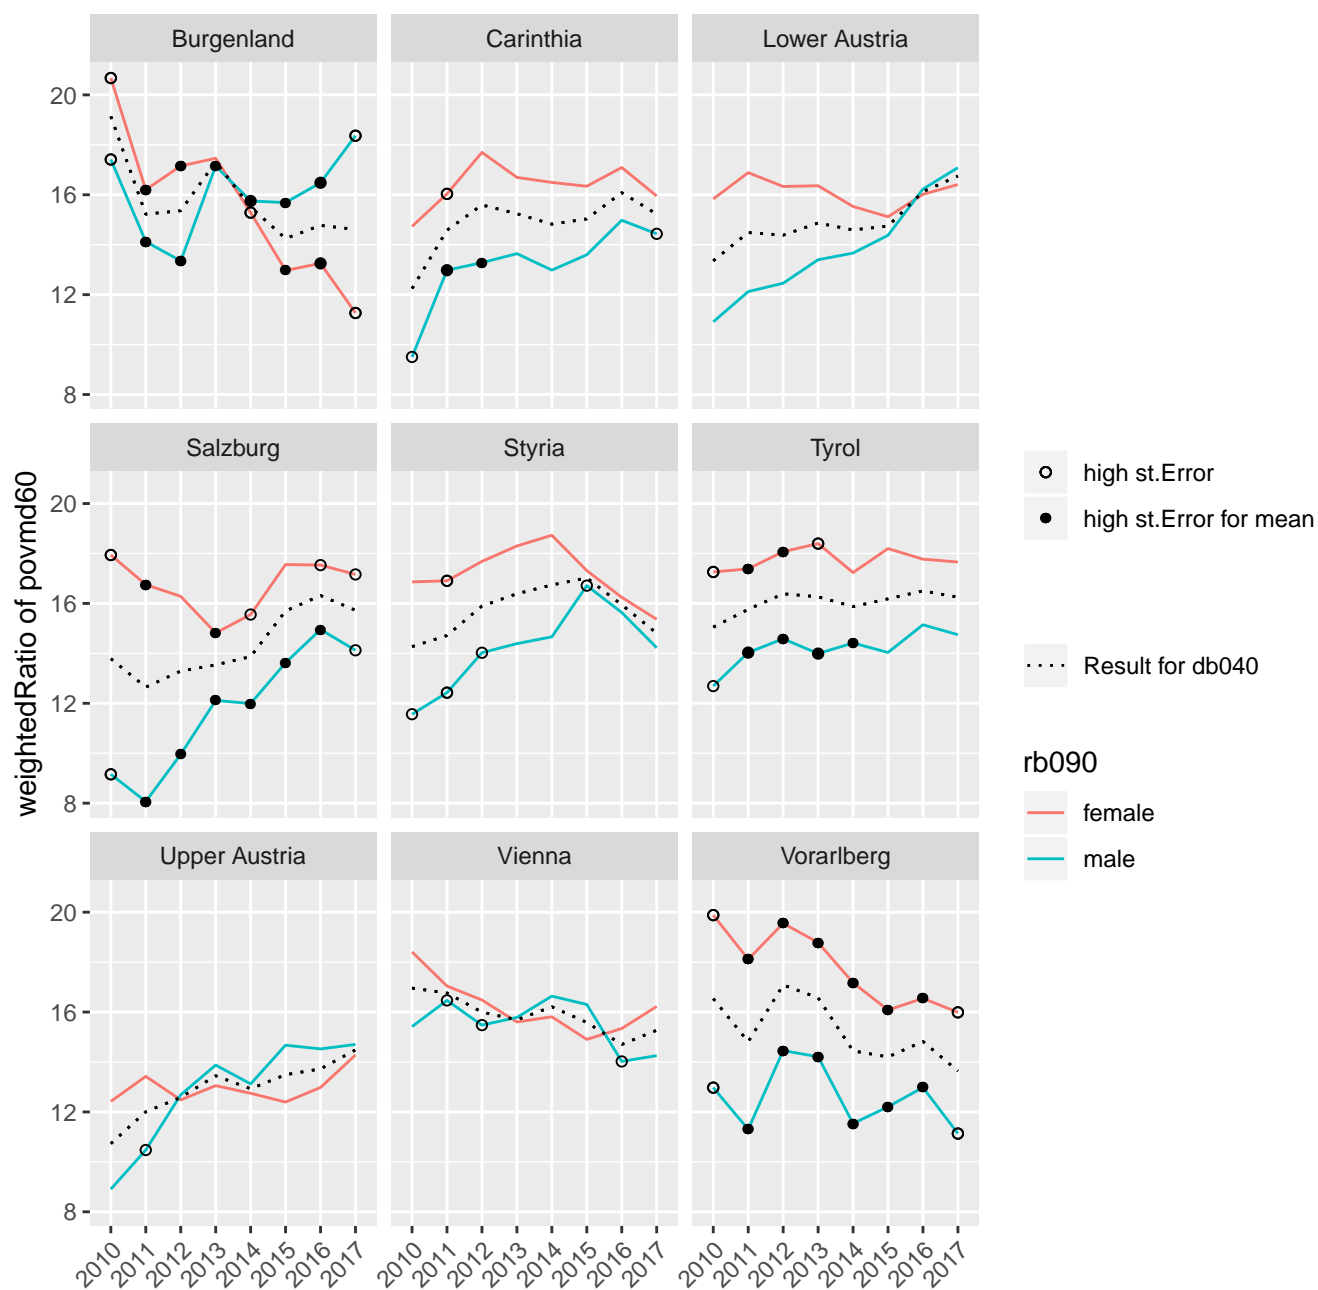 Burgenland Carinthia Lower Austria
20
16
12
8
Salzburg Styria Tyrol
20
16
12
8
Upper Austria Vienna Vorarlberg
20
16
12
8
2010 2011 2012 2013 2014 2015 2016 2017 2010 2011 2012 2013 2014 2015 2016 2017 2010 2011 2012 2013 2014 2015 2016 2017
weightedRatio of povmd60
high st.Error
high st.Error for mean
Result for db040
rb090
female
male